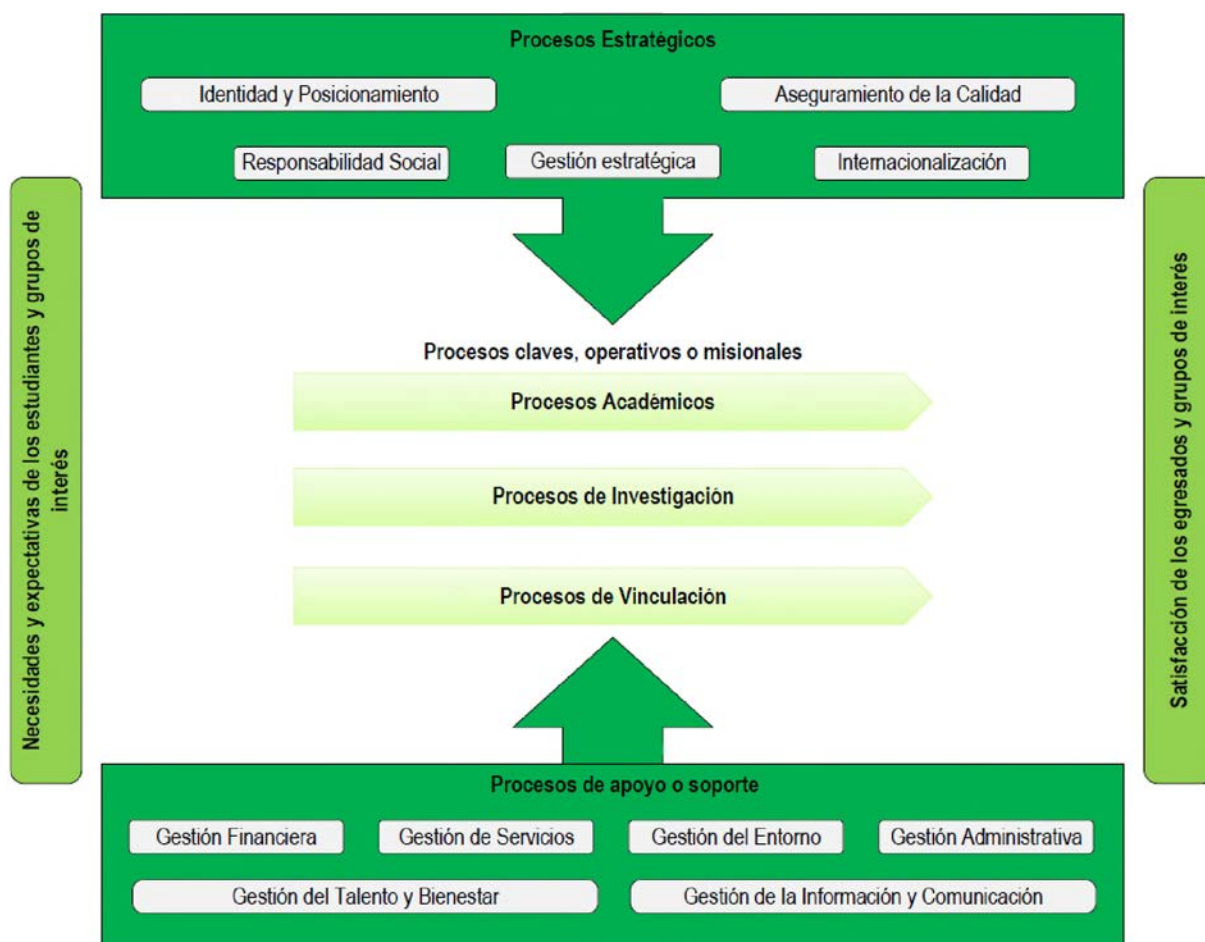 Procesos Estratégicos
Identidad y Posicionamiento
Aseguramiento de la Calidad
Responsabilidad Social
Gestión estratégica
Internacionalización
Necesidades y expectativas de los estudiantes y grupos de
interés
Procesos claves, operativos o misionales
Procesos Académicos
Procesos de Investigación
Procesos de Vinculación
Satisfacción de los egresados y grupos de interés
Procesos de apoyo o soporte
Gestión Financiera
Gestión de Servicios
Gestión del Entorno
Gestión Administrativa
Gestión del Talento y Bienestar
Gestión de la Información y Comunicación